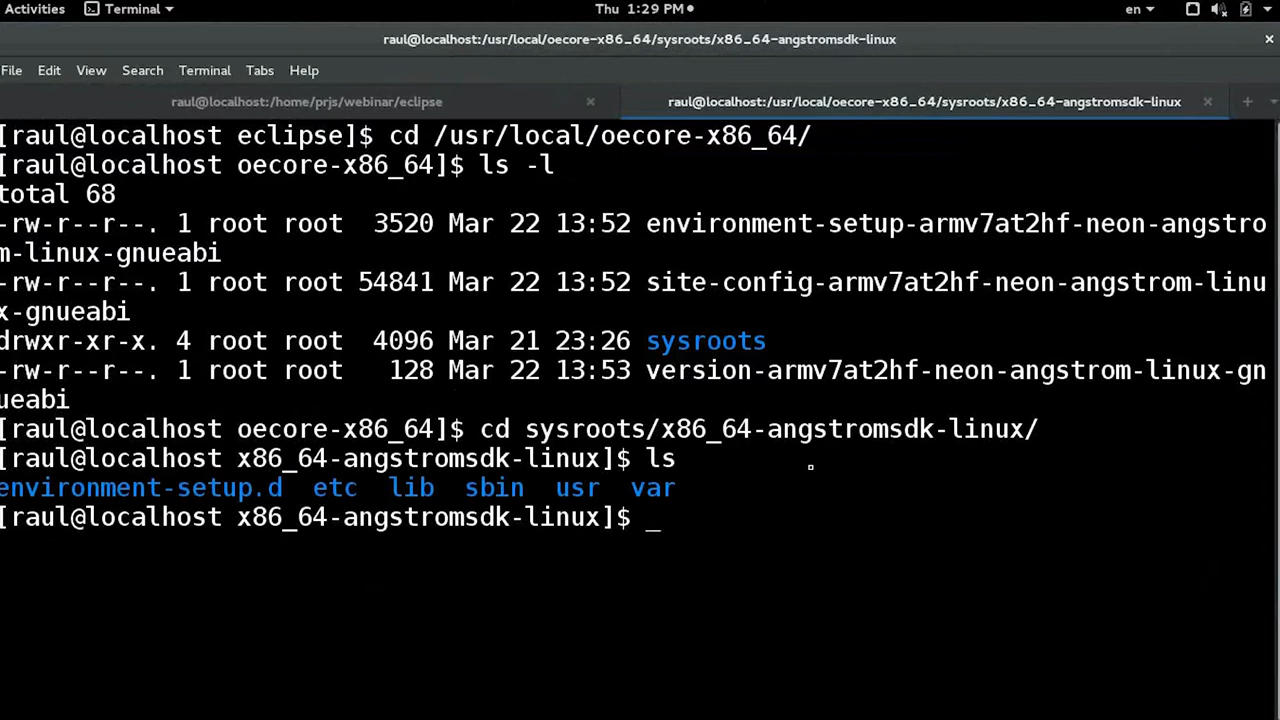 Activities Terminal Thu 1:29 PM en
raul@localhost:/usr/local/oecore-x86_64/sysroots/x86_64-angstromsdk-linux
File Edit View Search Terminal Tabs Help
raul@localhost:/home/prjs/webinar/eclipse raul@localhost:/usr/local/oecore-x86_64/sysroots/x86_64-angstromsdk-linux
[raul@localhost eclipse]$ cd /usr/local/oecore-x86_64/
[raul@localhost oecore-x86_64]$ ls -l
total 68
-rw-r--r--. 1 root root  3520 Mar 22 13:52 environment-setup-armv7at2hf-neon-angstro
m-linux-gnueabi
-rw-r--r--. 1 root root 54841 Mar 22 13:52 site-config-armv7at2hf-neon-angstrom-linu
x-gnueabi
drwxr-xr-x. 4 root root  4096 Mar 21 23:26 sysroots
-rw-r--r--. 1 root root   128 Mar 22 13:53 version-armv7at2hf-neon-angstrom-linux-gn
ueabi
[raul@localhost oecore-x86_64]$ cd sysroots/x86_64-angstromsdk-linux/
[raul@localhost x86_64-angstromsdk-linux]$ ls
environment-setup.d  etc  lib  sbin  usr  var
[raul@localhost x86_64-angstromsdk-linux]$ _